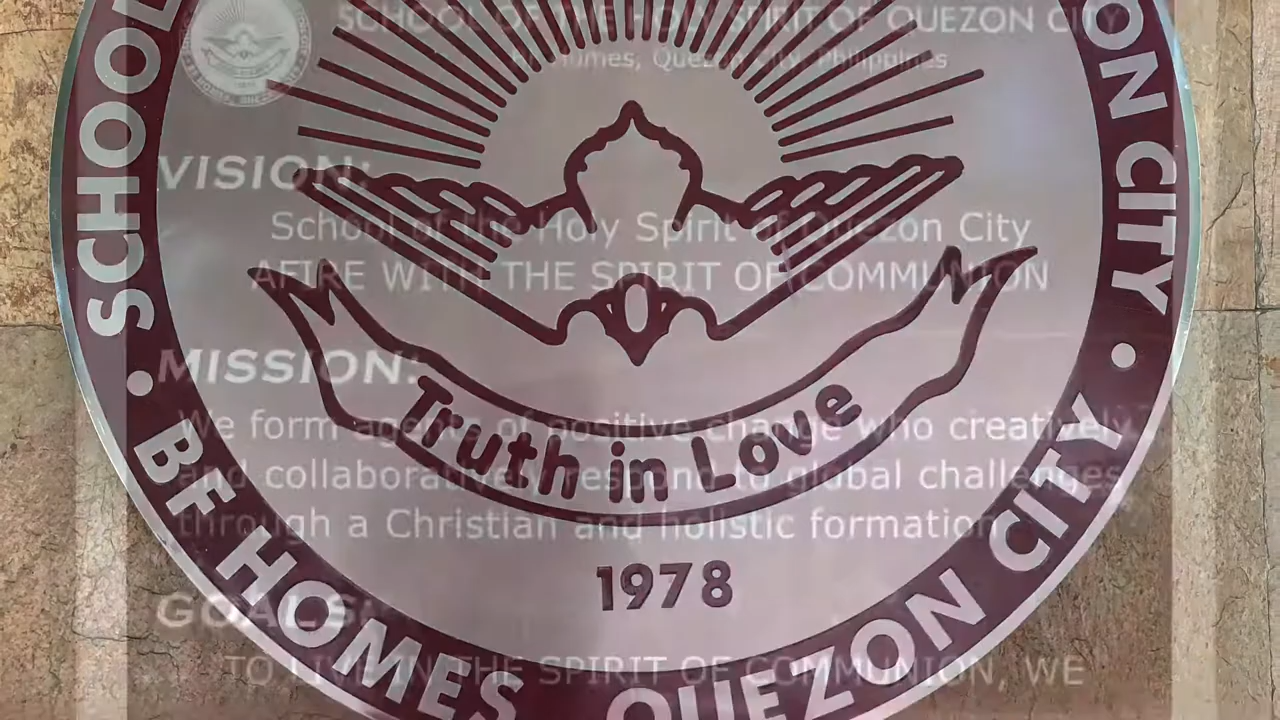 SCHOOL OF THE HOLY SPIRIT OF QUEZON CITY
BF Homes, Quezon City, Philippines
VISION:
School of the Holy Spirit of Quezon City
AFIRE WITH THE SPIRIT OF COMMUNION
MISSION:
We form agents of positive change who creatively
and collaboratively respond to global challenges
through a Christian and holistic formation
GOALS:
TO LIVE IN THE SPIRIT OF COMMUNION, WE
SCHOOL
ON CITY
Truth in Love
1978
BF HOMES QUEZON CITY